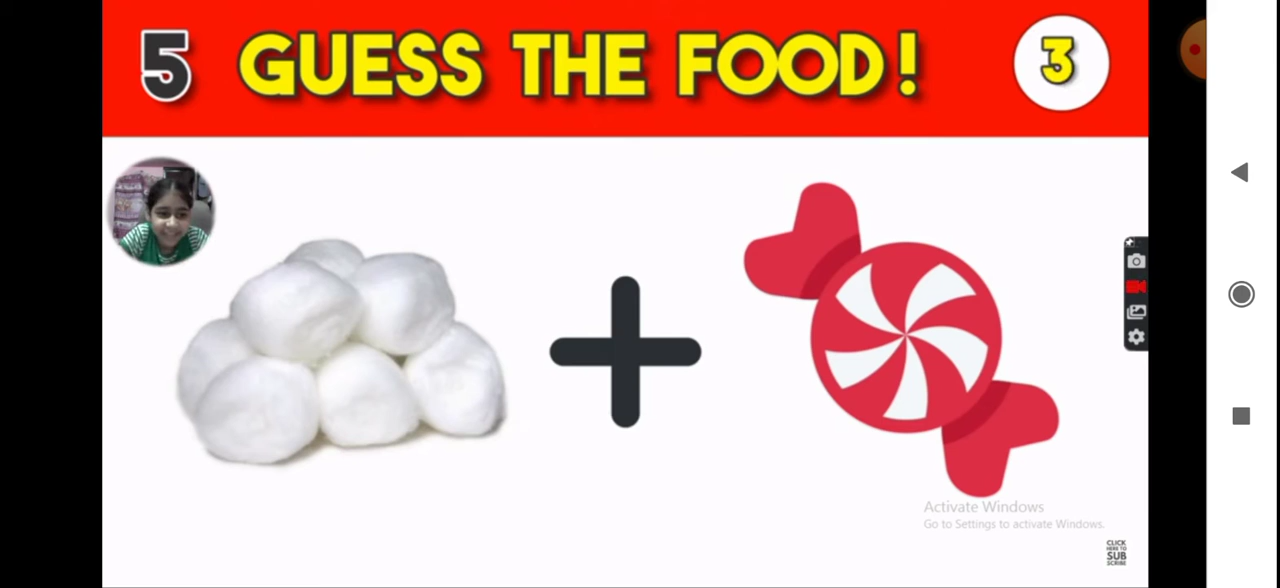 5 GUESS THE FOOD! 3
Activate Windows
Go to Settings to activate Windows.
CLICK
HERE TO
SUB
SCRIBE